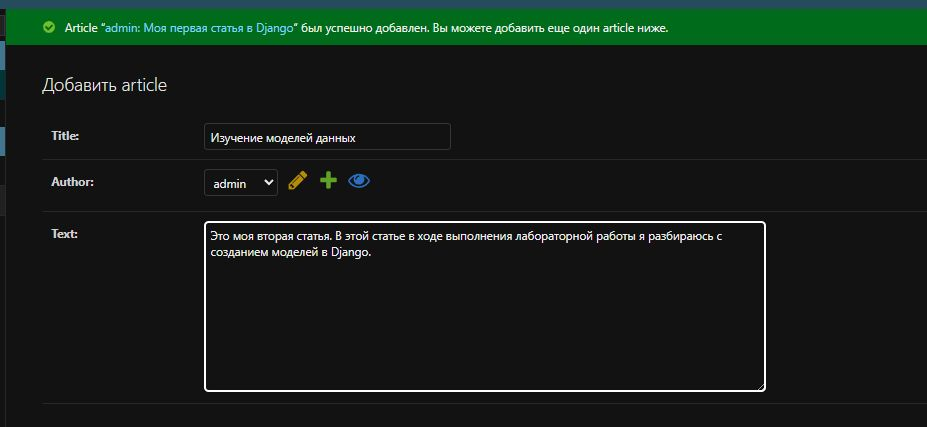 Article “admin: Моя первая статья в Django” был успешно добавлен. Вы можете добавить еще один article ниже.
Добавить article
Title:
Изучение моделей данных
Author:
admin
Text:
Это моя вторая статья. В этой статье в ходе выполнения лабораторной работы я разбираюсь с
созданием моделей в Django.